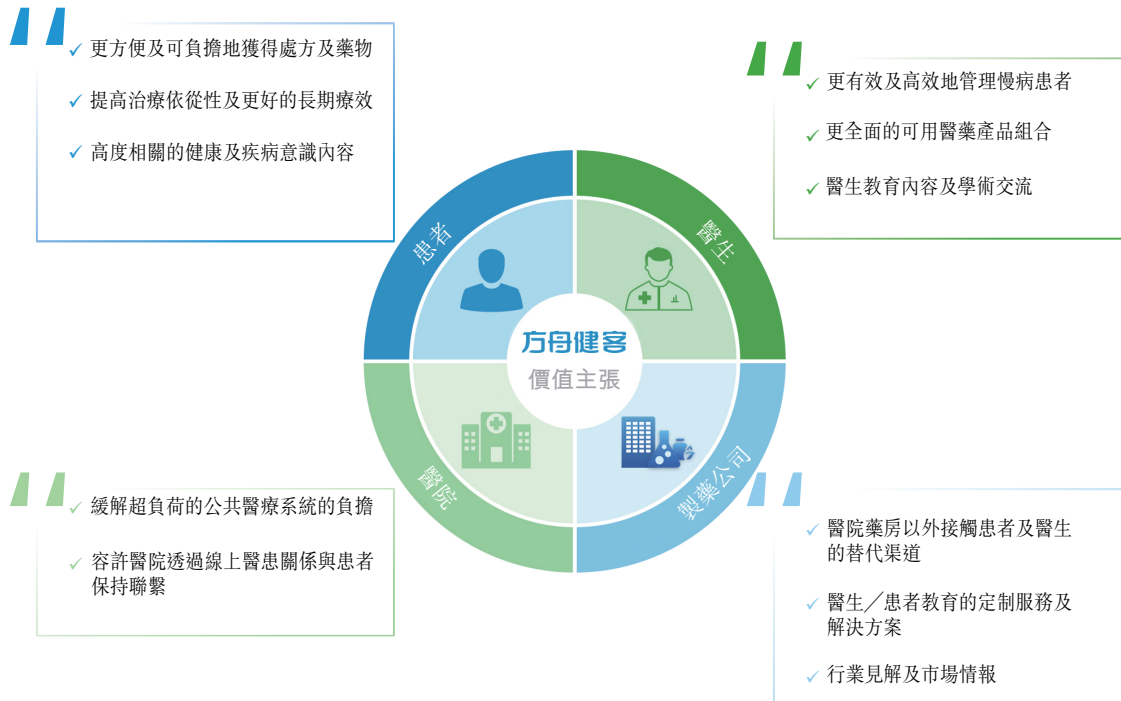 更方便及可負擔地獲得處方及藥物
提高治療依從性及更好的長期療效
高度相關的健康及疾病意識內容
更有效及高效地管理慢病患者
更全面的可用醫藥產品組合
醫生教育內容及學術交流
患者
醫生
方舟健客
價值主張
醫院
製藥公司
緩解超負荷的公共醫療系統的負擔
容許醫院透過線上醫患關係與患者
保持聯繫
醫院藥房以外接觸患者及醫生
的替代渠道
醫生／患者教育的定制服務及
解決方案
行業見解及市場情報